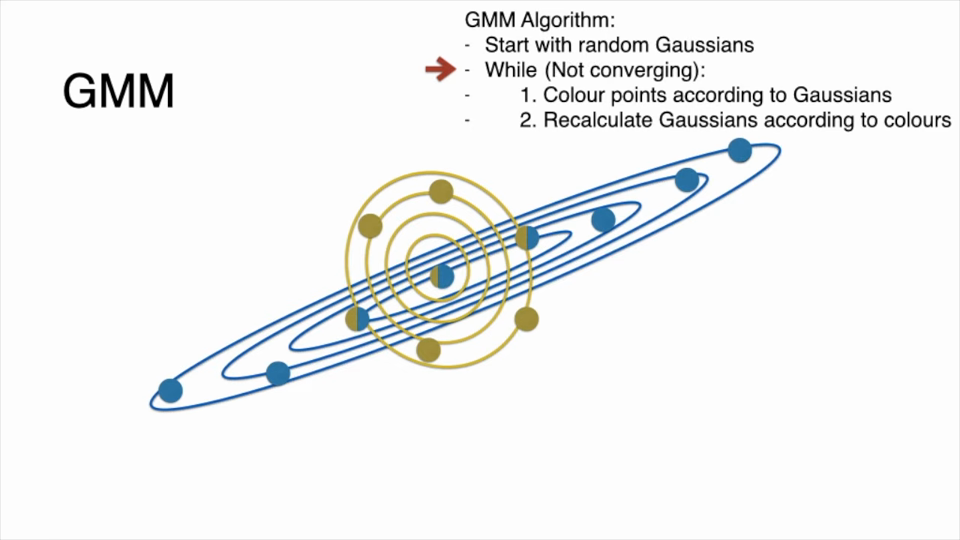 GMM Algorithm:
- Start with random Gaussians
- While (Not converging):
- 1. Colour points according to Gaussians
- 2. Recalculate Gaussians according to colours
GMM